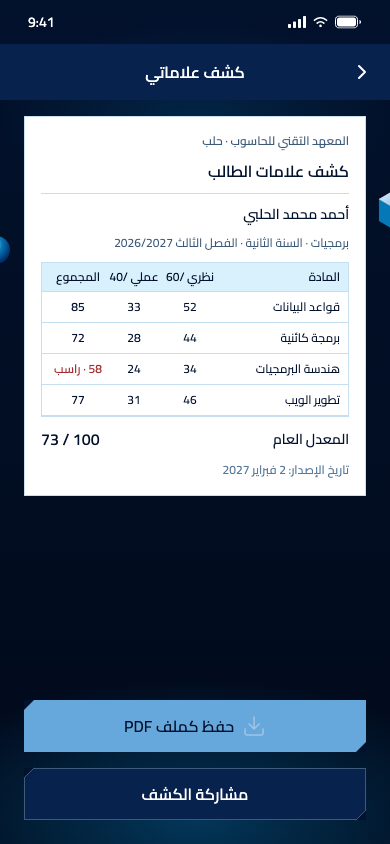 9:41
كشف علاماتي
المعهد التقني للحاسوب · حلب
كشف علامات الطالب
أحمد محمد الحلبي
برمجيات · السنة الثانية · الفصل الثالث 2026/2027
المادة نظري /60 عملي /40 المجموع
قواعد البيانات 52 33 85
برمجة كائنية 44 28 72
هندسة البرمجيات 34 24 58 · راسب
تطوير الويب 46 31 77
المعدل العام 73 / 100
تاريخ الإصدار: 2 فبراير 2027
حفظ كملف PDF
مشاركة الكشف